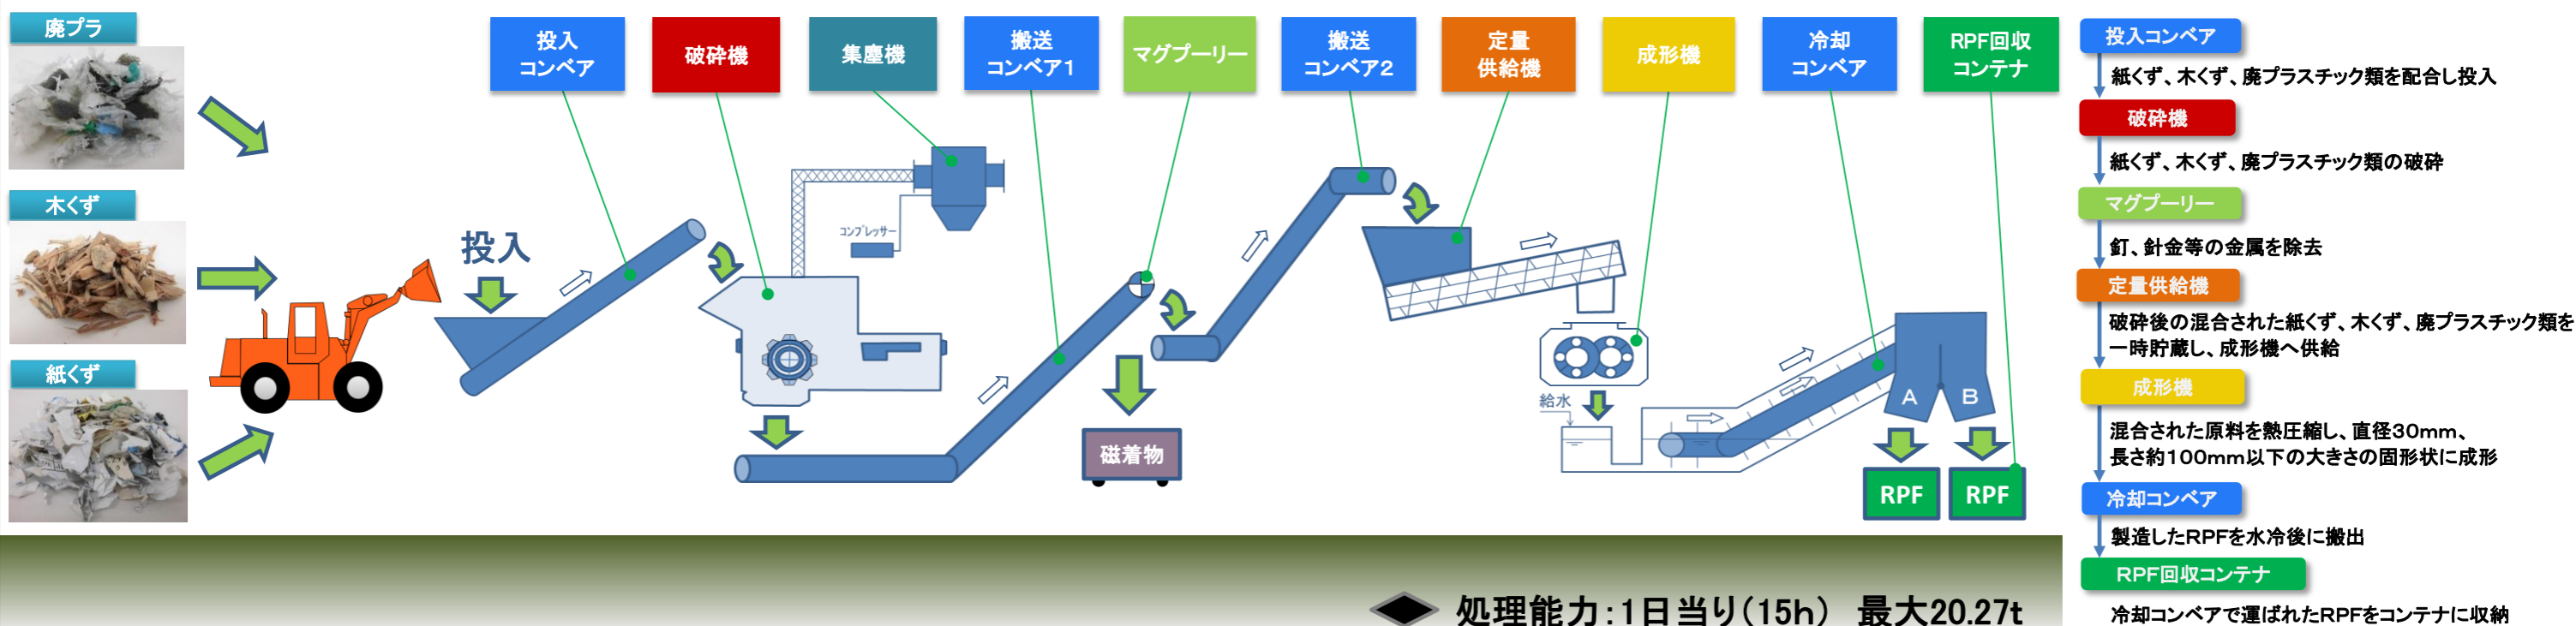 廃プラ
木くず
紙くず
投入
コンベア
破砕機
集塵機
搬送
コンベア1
マグプーリー
搬送
コンベア2
定量
供給機
成形機
冷却
コンベア
RPF回収
コンテナ
投入
コンプレッサー
磁着物
給水
A
B
RPF
RPF
処理能力:1日当り(15h) 最大20.27t
投入コンベア
紙くず、木くず、廃プラスチック類を配合し投入
破砕機
紙くず、木くず、廃プラスチック類の破砕
マグプーリー
釘、針金等の金属を除去
定量供給機
破砕後の混合された紙くず、木くず、廃プラスチック類を
一時貯蔵し、成形機へ供給
成形機
混合された原料を熱圧縮し、直径30mm、
長さ約100mm以下の大きさの固形状に成形
冷却コンベア
製造したRPFを水冷後に搬出
RPF回収コンテナ
冷却コンベアで運ばれたRPFをコンテナに収納